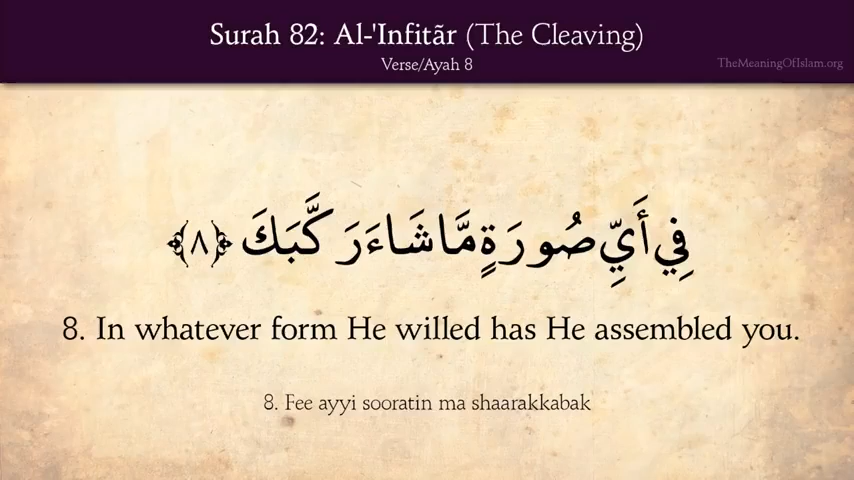 Surah 82: Al-'Infitãr (The Cleaving)
Verse/Ayah 8
TheMeaningOfIslam.org
فِي أَيِّ صُورَةٍ مَّا شَاءَ رَكَّبَكَ ﴿٨﴾
8. In whatever form He willed has He assembled you.
8. Fee ayyi sooratin ma shaarakkabak